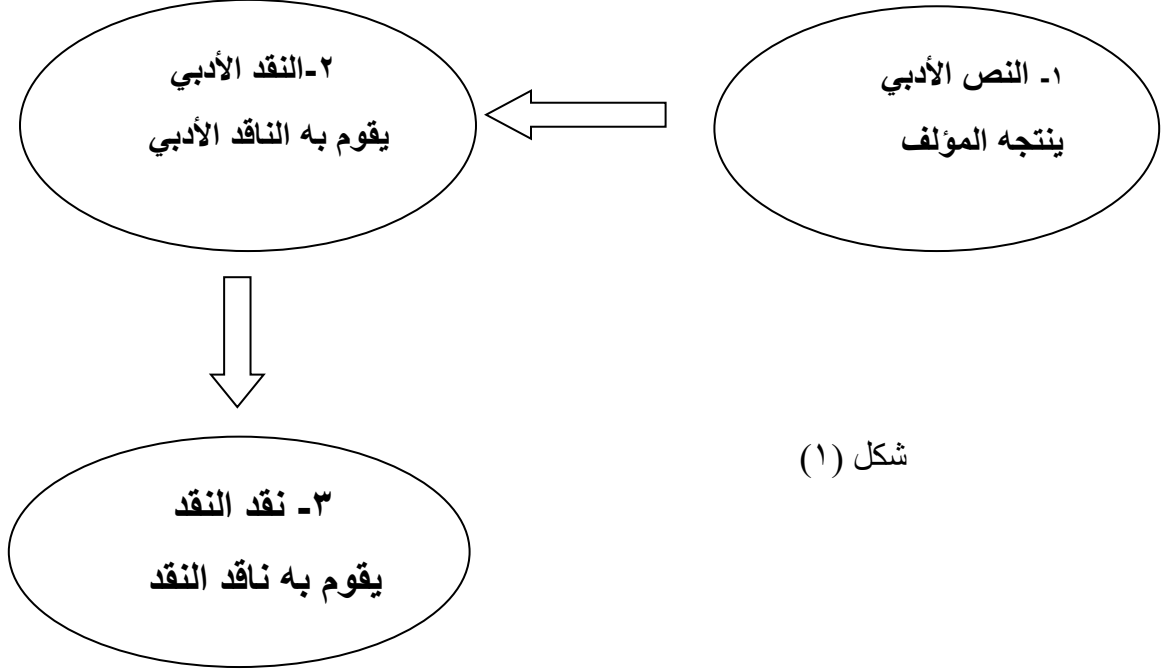 ١- النص الأدبي
ينتجه المؤلف
٢-النقد الأدبي
يقوم به الناقد الأدبي
٣- نقد النقد
يقوم به ناقد النقد
شكل (١)